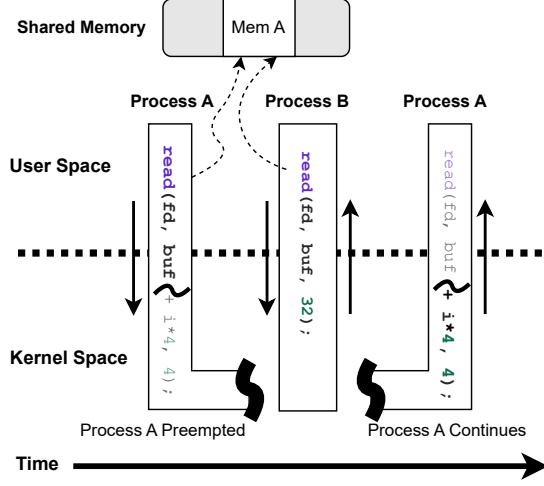 Shared Memory
Mem A
Process A
Process B
Process A
User Space
read(fd, buf + i*4, 4);
read(fd, buf, 32);
read(fd, buf + i*4, 4);
Kernel Space
Process A Preempted
Process A Continues
Time